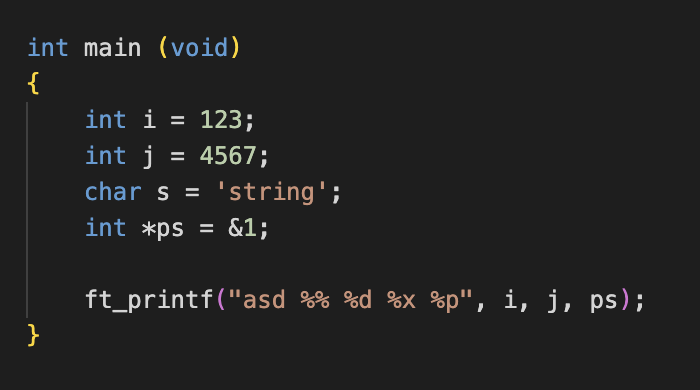 int main (void)
{
    int i = 123;
    int j = 4567;
    char s = 'string';
    int *ps = &1;

    ft_printf("asd %% %d %x %p", i, j, ps);
}